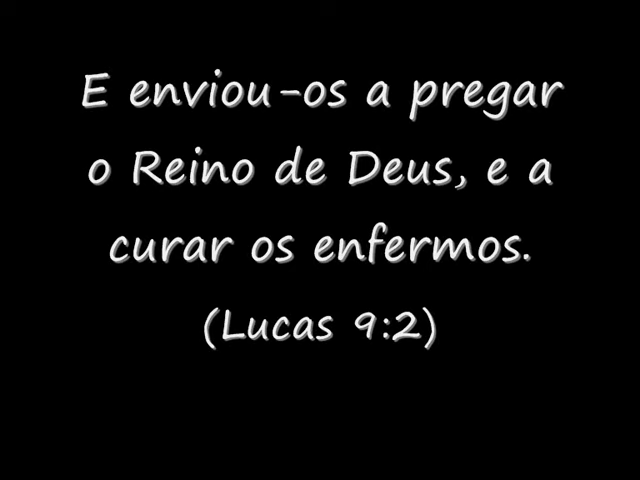 E enviou-os a pregar
o Reino de Deus, e a
curar os enfermos.
(Lucas 9:2)